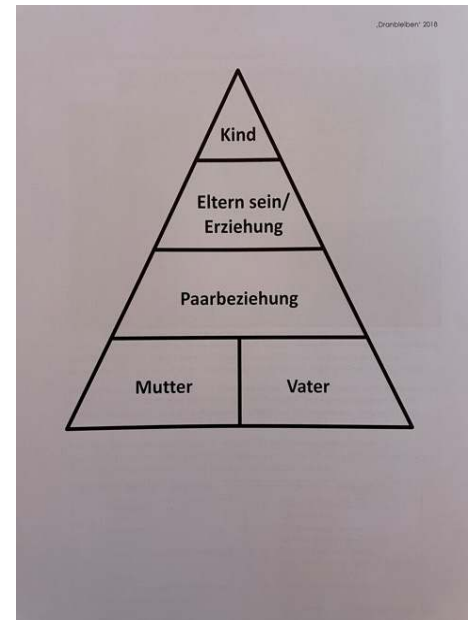 „Dranbleiben“ 2018
Kind
Eltern sein/
Erziehung
Paarbeziehung
Mutter
Vater